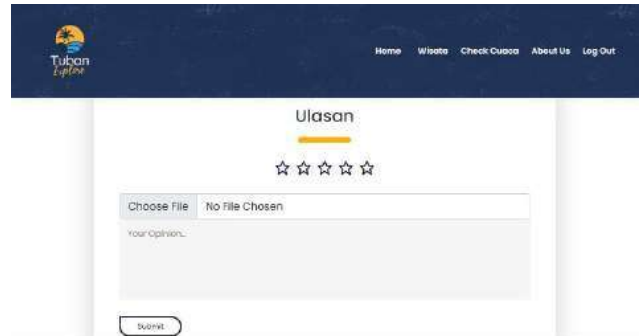 Tuban
Explore
Home Wisata Check Cuaca About Us Log Out
Ulasan
Choose File No File Chosen
Your Opinion...
Submit